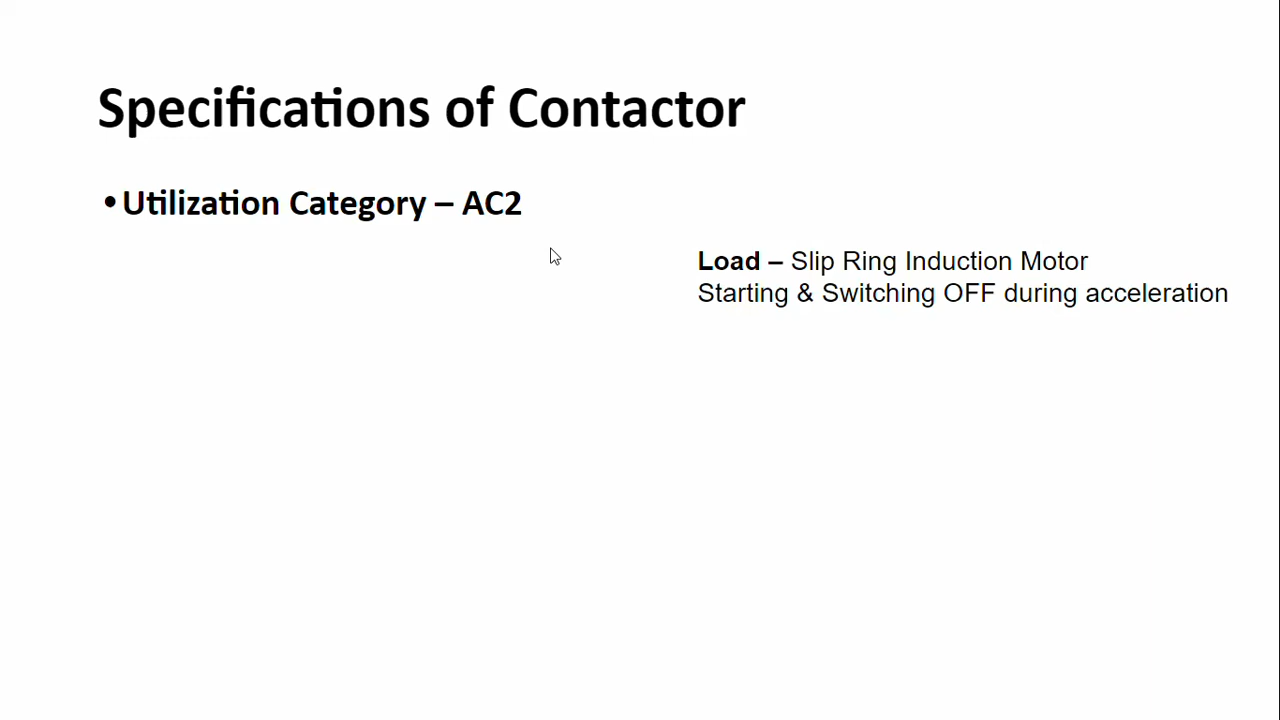 Specifications of Contactor
•Utilization Category – AC2
Load – Slip Ring Induction Motor
Starting & Switching OFF during acceleration